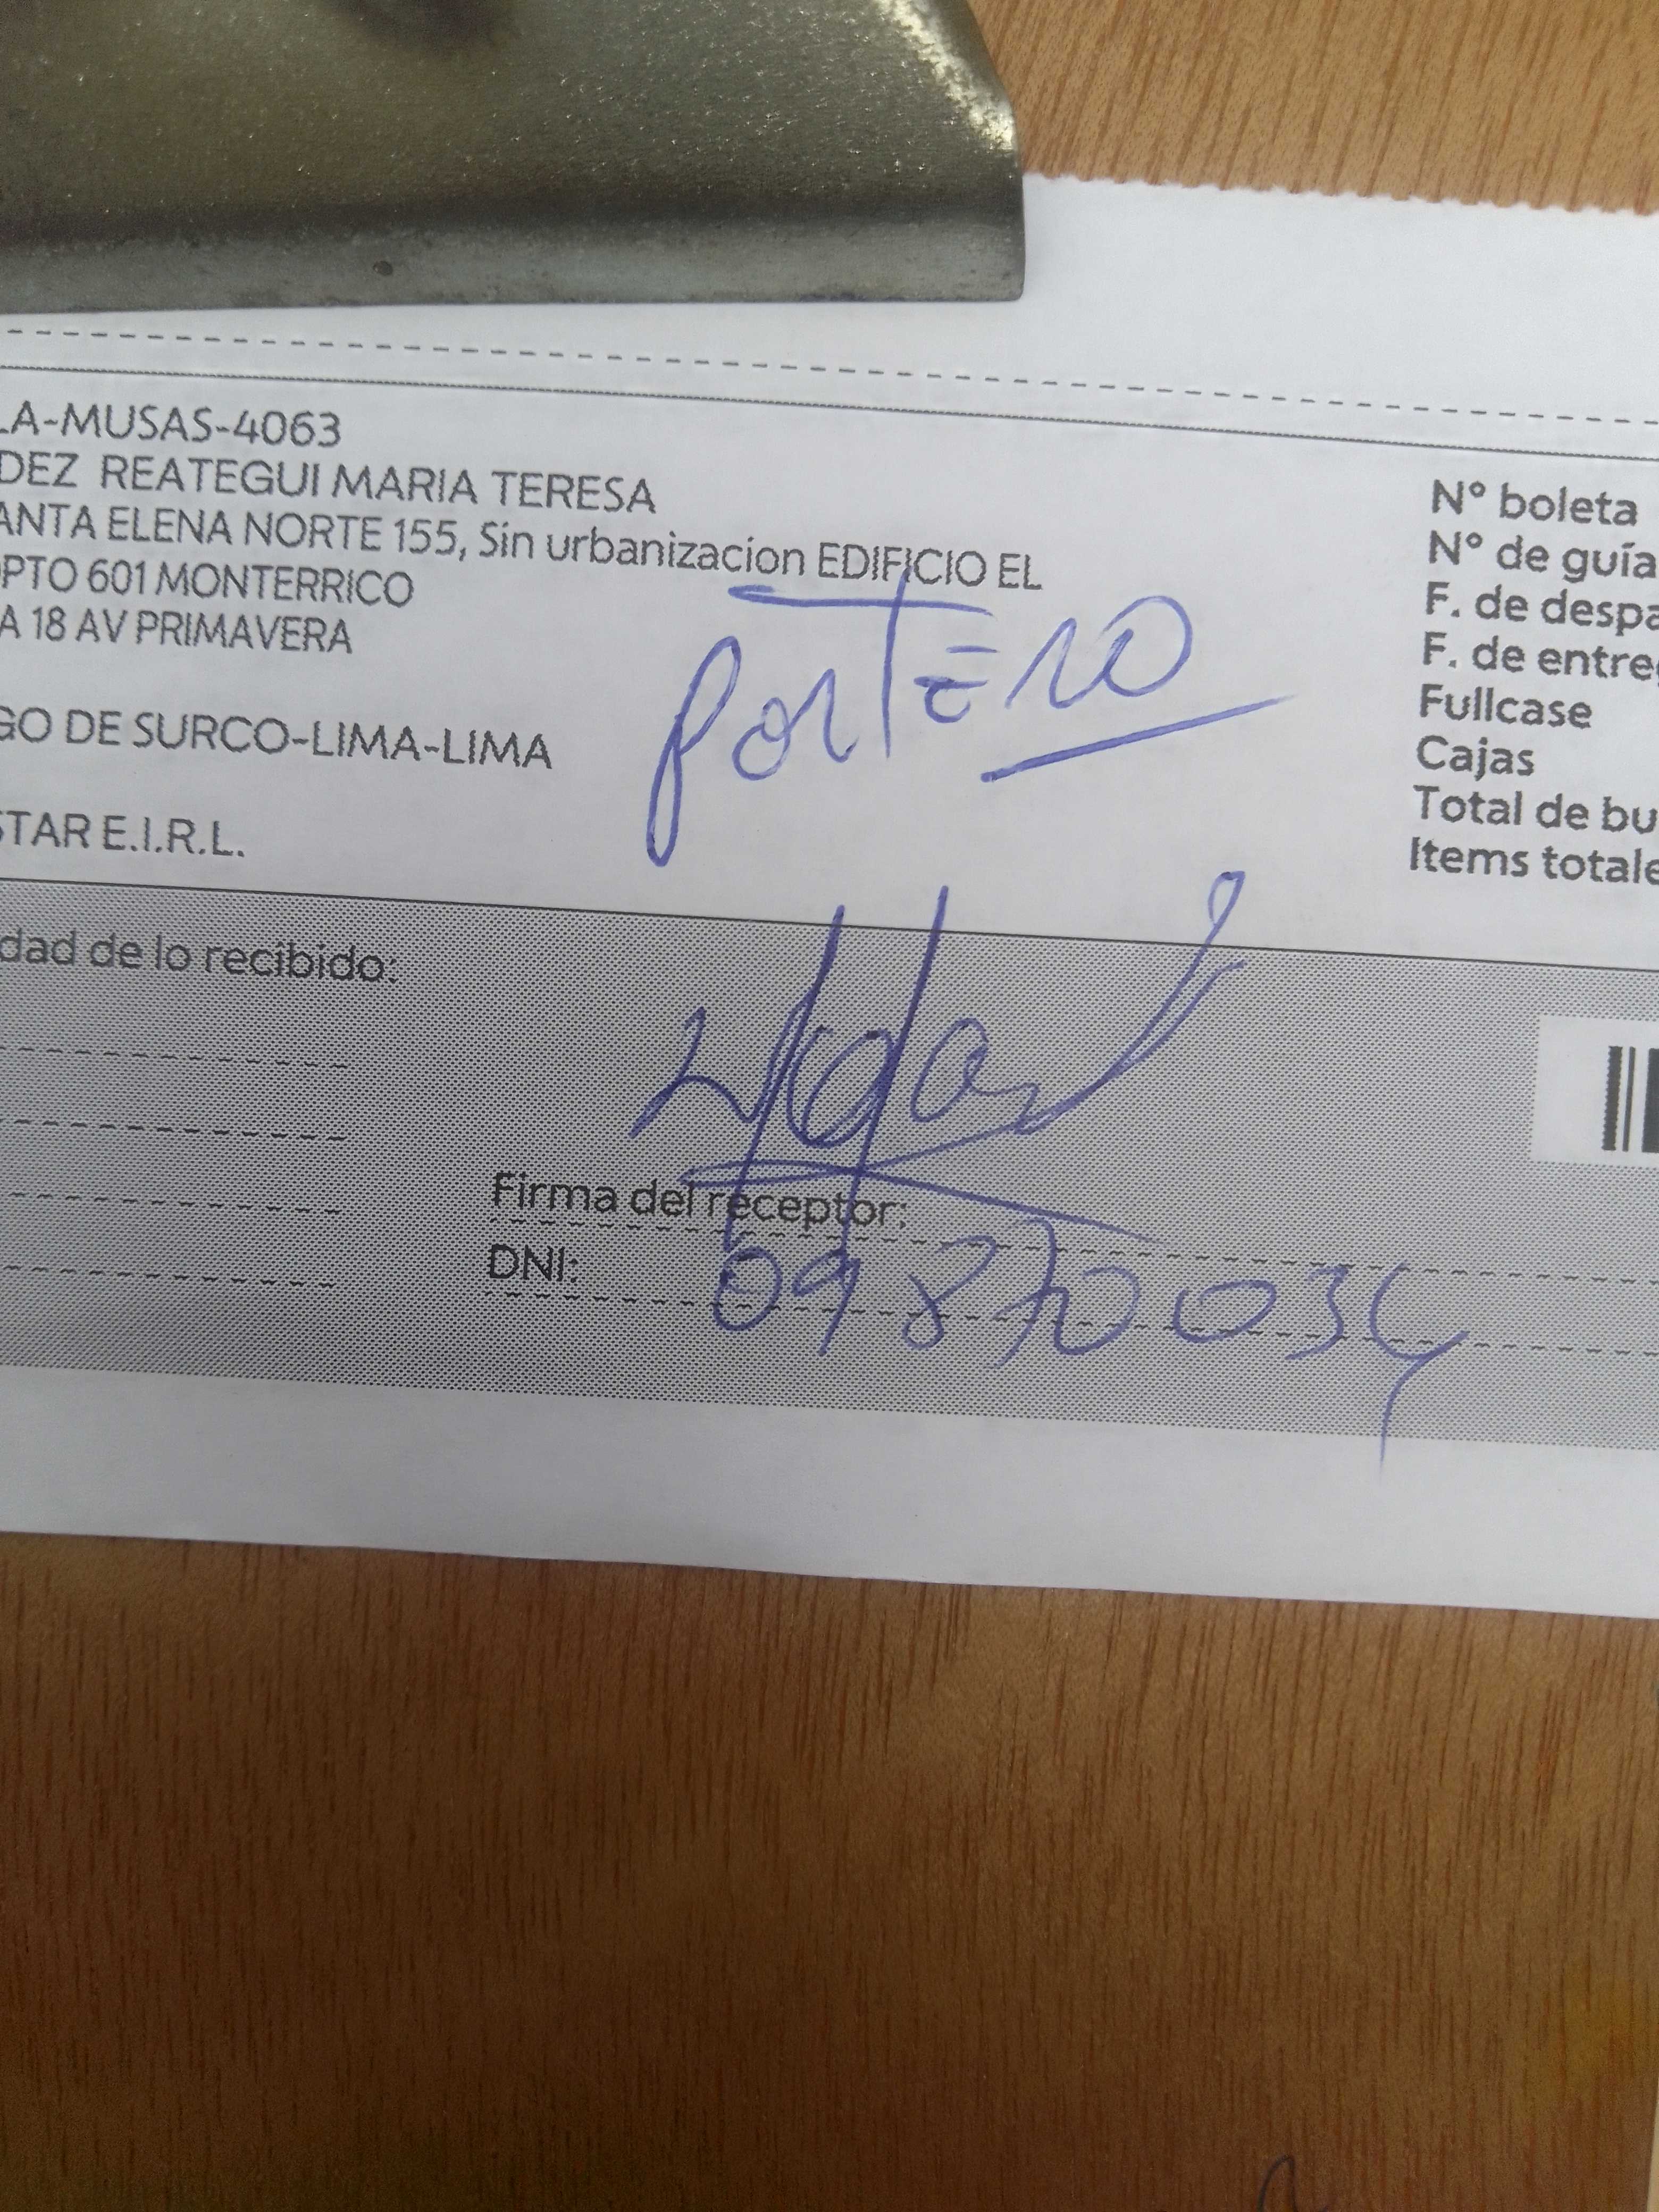 LA-MUSAS-4063
DEZ REATEGUI MARIA TERESA
ANTA ELENA NORTE 155, Sin urbanizacion EDIFICIO EL
DPTO 601 MONTERRICO
A 18 AV PRIMAVERA
GO DE SURCO-LIMA-LIMA
STAR E.I.R.L.
portero
N° boleta
N° de guía
F. de despa
F. de entreg
Fullcase
Cajas
Total de bu
Items totale
dad de lo recibido:
Firma del receptor:
DNI: 09870034